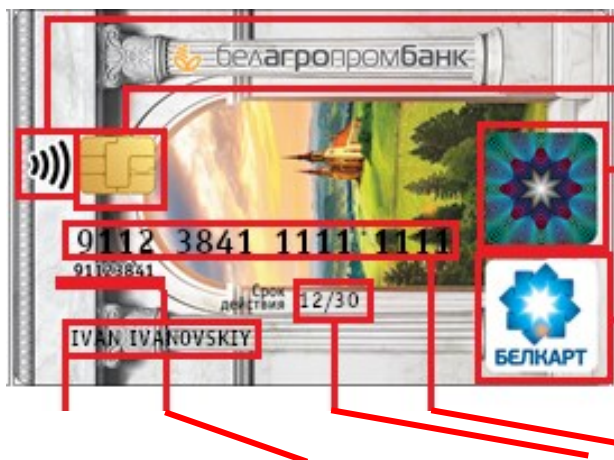 белагропромбанк
9112 3841 1111 1111
91123841
Срок
действия 12/30
IVAN IVANOVSKIY
БЕЛКАРТ